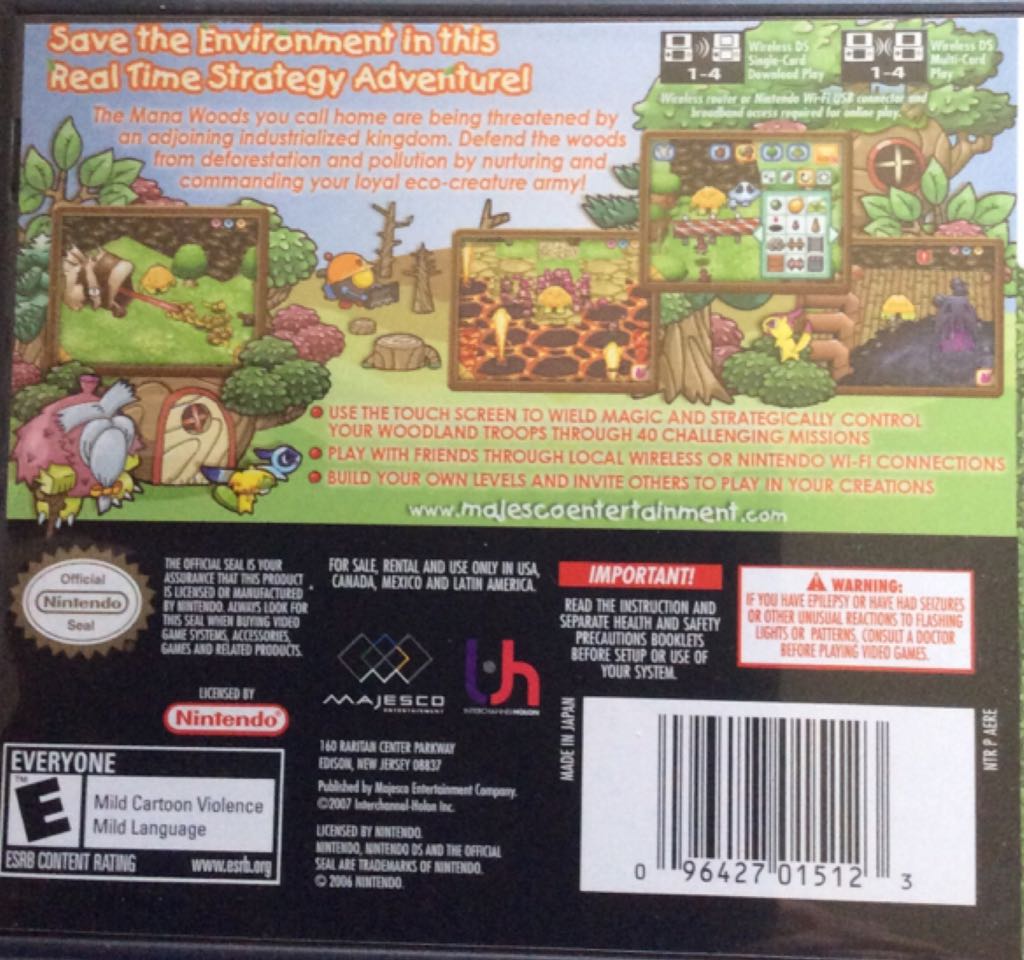 Save the Environment in this
Real Time Strategy Adventure!
The Mana Woods you call home are being threatened by
an adjoining industrialized kingdom. Defend the woods
from deforestation and pollution by nurturing and
commanding your loyal eco-creature army!
1-4
Wireless DS
Single-Card
Download Play
1-4
Wireless DS
Multi-Card
Play
Wireless router or Nintendo Wi-Fi USB connector and
broadband access required for online play.
USE THE TOUCH SCREEN TO WIELD MAGIC AND STRATEGICALLY CONTROL
YOUR WOODLAND TROOPS THROUGH 40 CHALLENGING MISSIONS
PLAY WITH FRIENDS THROUGH LOCAL WIRELESS OR NINTENDO WI-FI CONNECTIONS
BUILD YOUR OWN LEVELS AND INVITE OTHERS TO PLAY IN YOUR CREATIONS
www.majescoentertainment.com
Official
Nintendo
Seal
THE OFFICIAL SEAL IS YOUR
ASSURANCE THAT THIS PRODUCT
IS LICENSED OR MANUFACTURED
BY NINTENDO. ALWAYS LOOK FOR
THIS SEAL WHEN BUYING VIDEO
GAME SYSTEMS, ACCESSORIES,
GAMES AND RELATED PRODUCTS.
LICENSED BY
Nintendo®
EVERYONE
E
TM
Mild Cartoon Violence
Mild Language
ESRB CONTENT RATING
www.esrb.org
FOR SALE, RENTAL AND USE ONLY IN USA,
CANADA, MEXICO AND LATIN AMERICA.
MAJESCO
ENTERTAINMENT
INTERCHANNEL-HOLON
160 RARITAN CENTER PARKWAY
EDISON, NEW JERSEY 08837
Published by Majesco Entertainment Company.
©2007 Interchannel-Holon Inc.
LICENSED BY NINTENDO.
NINTENDO, NINTENDO DS AND THE OFFICIAL
SEAL ARE TRADEMARKS OF NINTENDO.
© 2006 NINTENDO.
IMPORTANT!
READ THE INSTRUCTION AND
SEPARATE HEALTH AND SAFETY
PRECAUTIONS BOOKLETS
BEFORE SETUP OR USE OF
YOUR SYSTEM.
WARNING:
IF YOU HAVE EPILEPSY OR HAVE HAD SEIZURES
OR OTHER UNUSUAL REACTIONS TO FLASHING
LIGHTS OR PATTERNS, CONSULT A DOCTOR
BEFORE PLAYING VIDEO GAMES.
MADE IN JAPAN
0 96427 01512 3
NTR P AERE